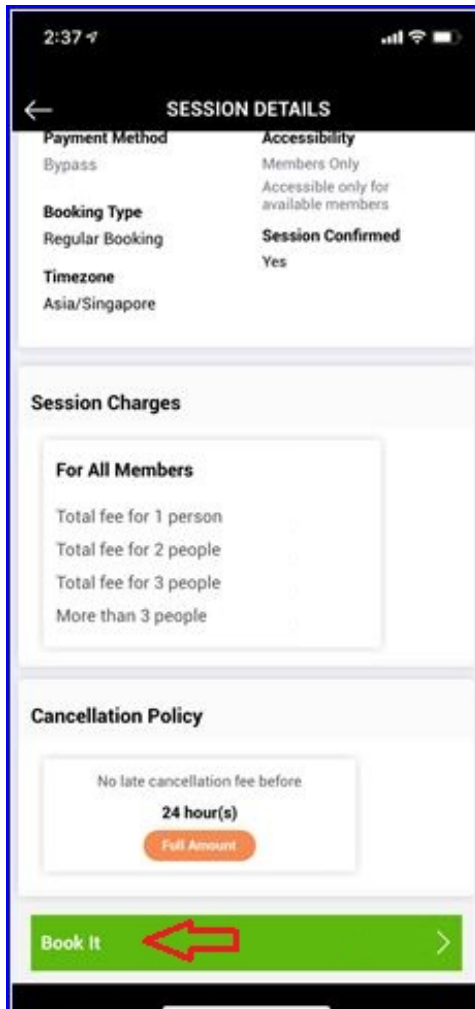 2:37
SESSION DETAILS
Payment Method
Bypass
Accessibility
Members Only
Accessible only for
available members
Booking Type
Regular Booking
Session Confirmed
Yes
Timezone
Asia/Singapore
Session Charges
For All Members
Total fee for 1 person
Total fee for 2 people
Total fee for 3 people
More than 3 people
Cancellation Policy
No late cancellation fee before
24 hour(s)
Full Amount
Book It